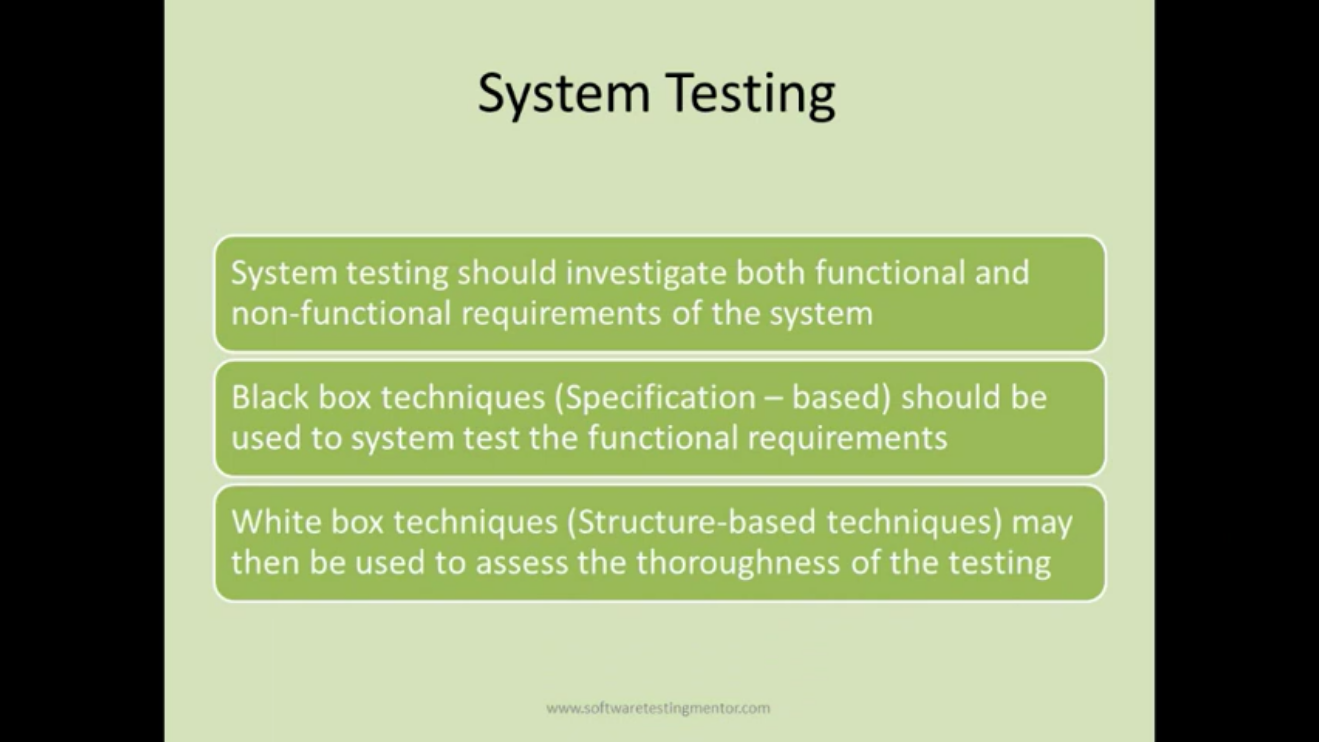 System Testing
System testing should investigate both functional and
non-functional requirements of the system
Black box techniques (Specification – based) should be
used to system test the functional requirements
White box techniques (Structure-based techniques) may
then be used to assess the thoroughness of the testing
www.softwaretestingmentor.com